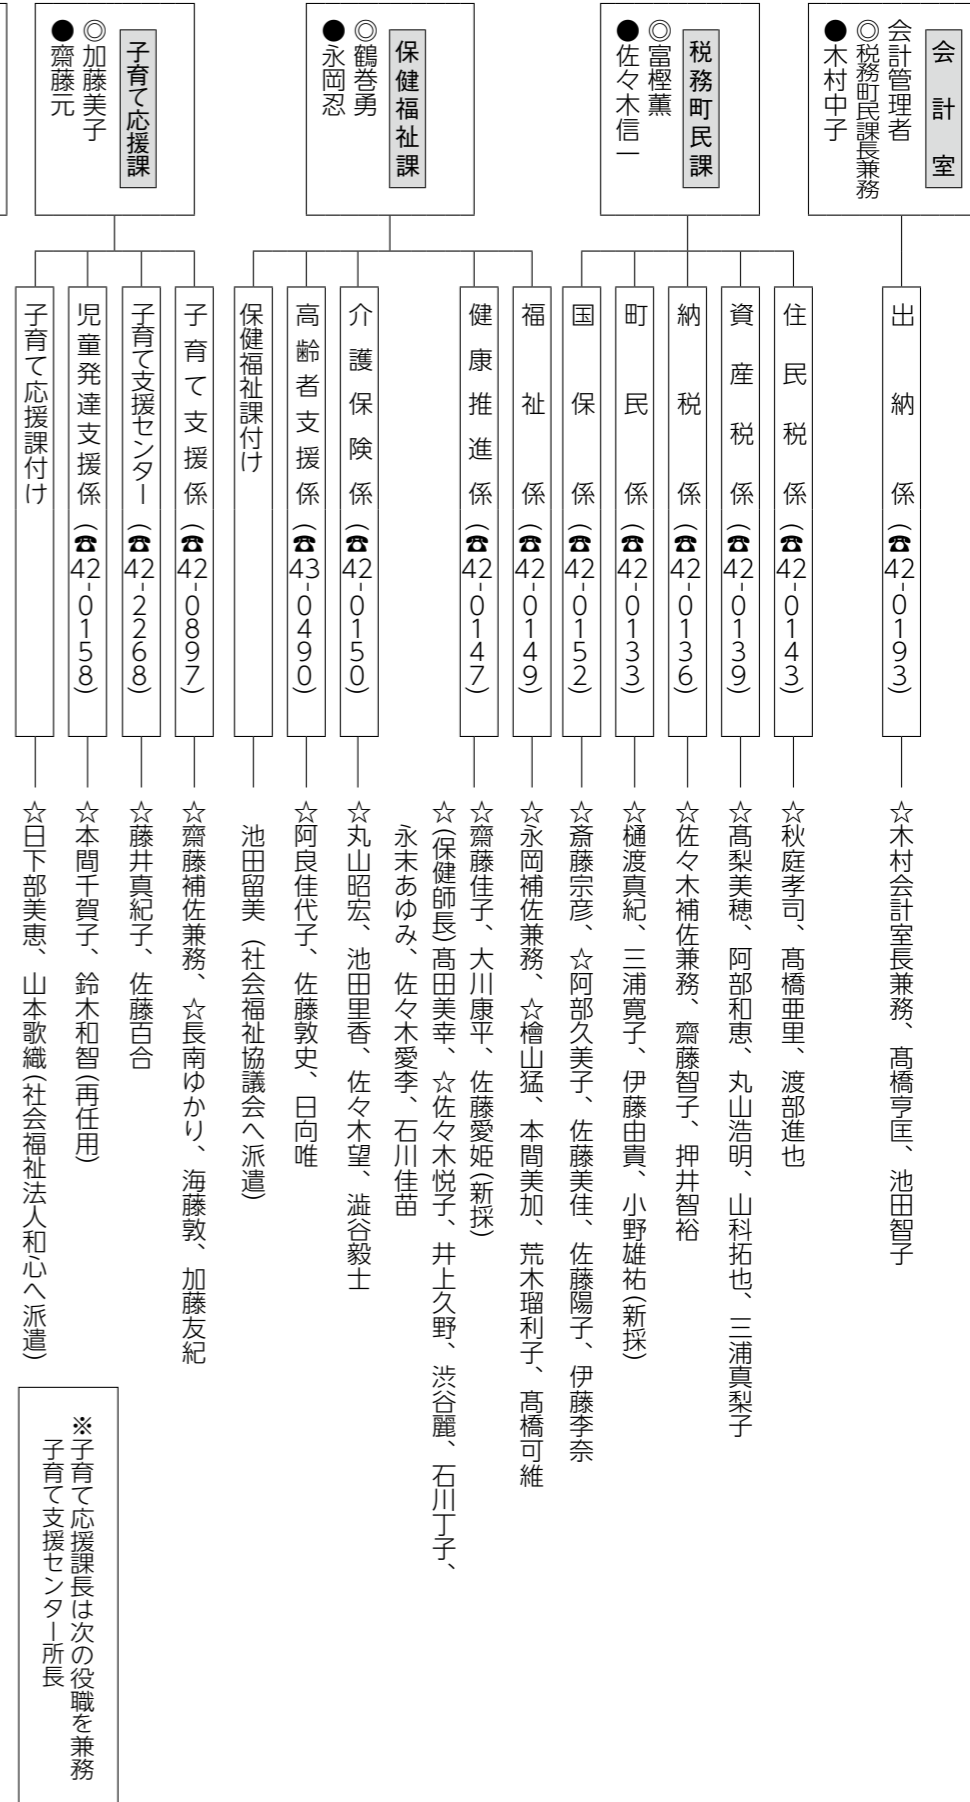 会計室
会計管理者
◎税務町民課長兼務
●木村中子
出納係（☎42-0193）
☆木村会計室長兼務、髙橋亨匡、池田智子
税務町民課
◎富樫薫
●佐々木信一
住民税係（☎42-0143）
☆秋庭孝司、髙橋亜里、渡部進也
資産税係（☎42-0139）
☆髙梨美穂、阿部和恵、丸山浩明、山科拓也、三浦真梨子
納税係（☎42-0136）
☆佐々木補佐兼務、齋藤智子、押井智裕
町民係（☎42-0133）
☆樋渡真紀、三浦寛子、伊藤由貴、小野雄祐(新採)
国保係（☎42-0152）
☆斎藤宗彦、☆阿部久美子、佐藤美佳、佐藤陽子、伊藤李奈
保健福祉課
◎鶴巻勇
●永岡忍
福祉係（☎42-0149）
☆永岡補佐兼務、☆檜山猛、本間美加、荒木瑠利子、髙橋可維
健康推進係（☎42-0147）
☆齋藤佳子、大川康平、佐藤愛姫(新採)
☆(保健師長)髙田美幸、☆佐々木悦子、井上久野、渋谷麗、石川丁子、
永末あゆみ、佐々木愛李、石川佳苗
介護保険係（☎42-0150）
☆丸山昭宏、池田里香、佐々木望、澁谷毅士
高齢者支援係（☎43-0490）
☆阿良佳代子、佐藤敦史、日向唯
保健福祉課付け
池田留美（社会福祉協議会へ派遣）
子育て応援課
◎加藤美子
●齋藤元
子育て支援係（☎42-0897）
☆齋藤補佐兼務、☆長南ゆかり、海藤敦、加藤友紀
子育て支援センター（☎42-2268）
☆藤井真紀子、佐藤百合
児童発達支援係（☎42-0158）
☆本間千賀子、鈴木和智(再任用)
子育て応援課付け
☆日下部美恵、山本歌織(社会福祉法人和心へ派遣)
※子育て応援課長は次の役職を兼務
子育て支援センター所長